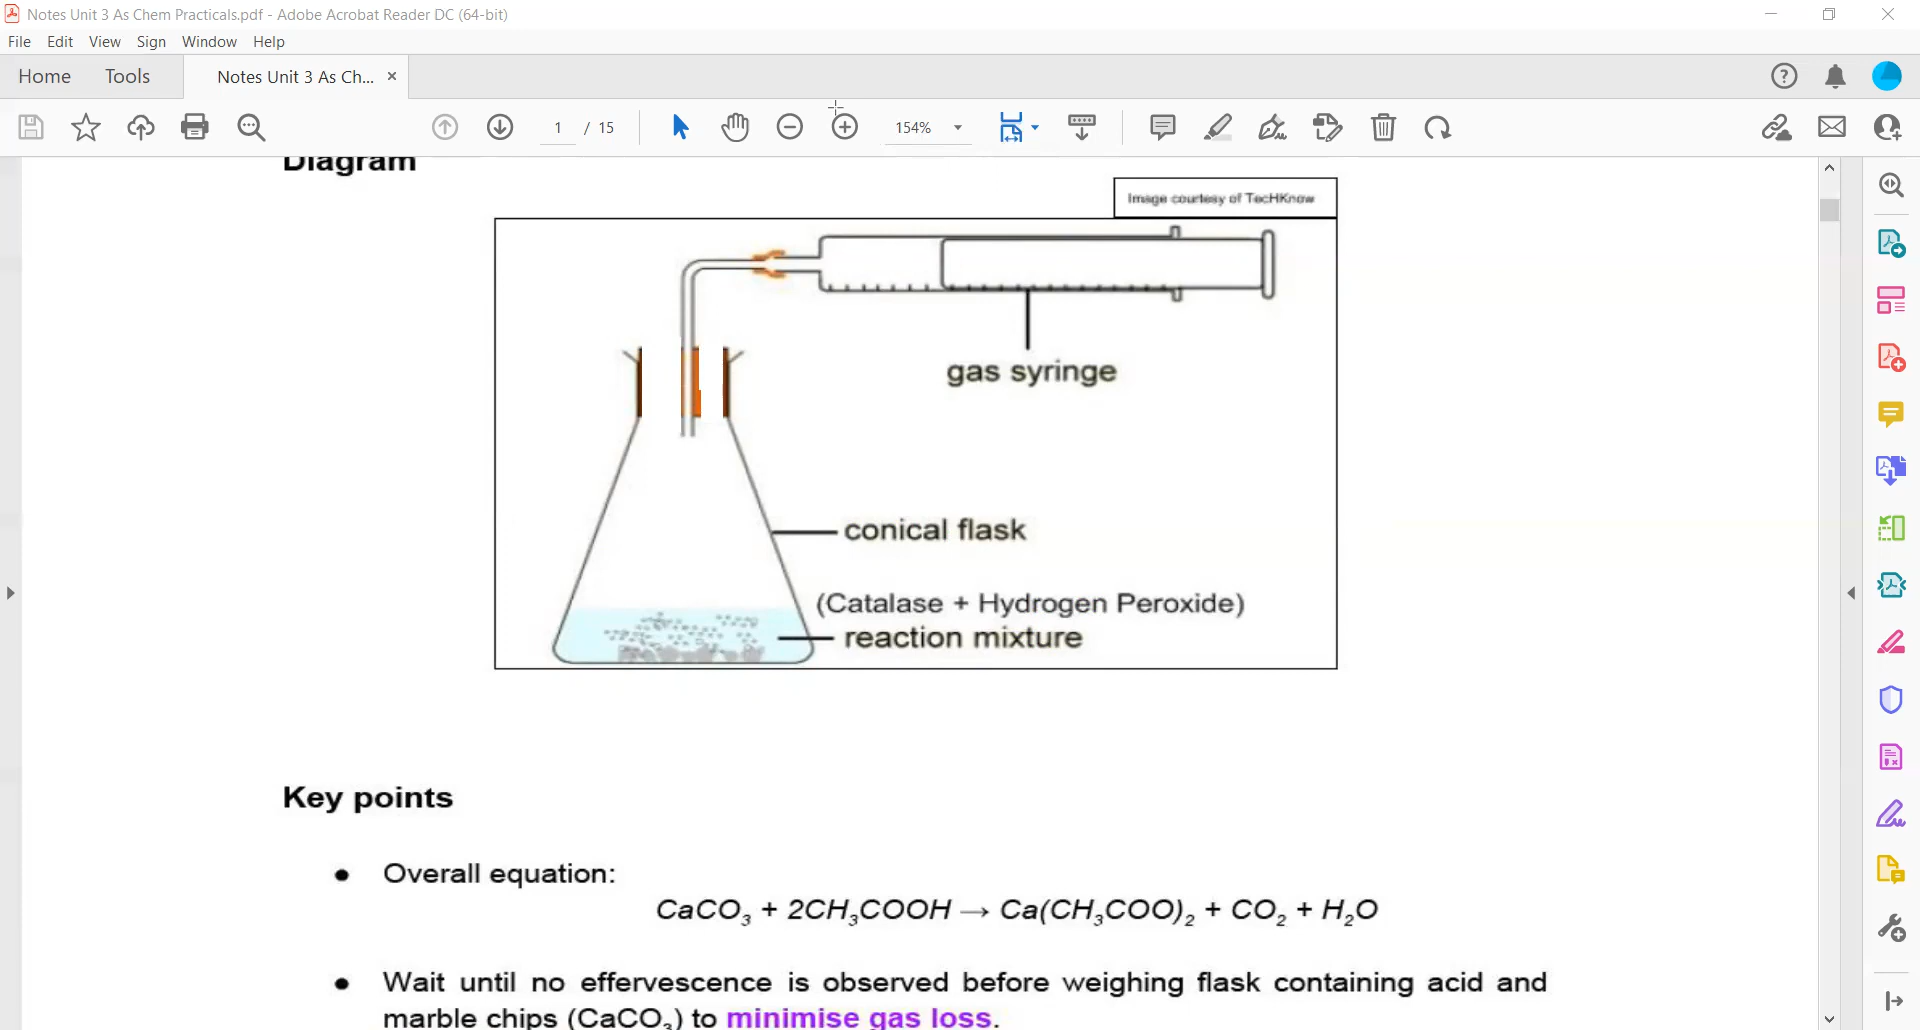 Notes Unit 3 As Chem Practicals.pdf - Adobe Acrobat Reader DC (64-bit)
File Edit View Sign Window Help
Home Tools Notes Unit 3 As Ch... ×
1 / 15 154%
Diagram
Image courtesy of TecHKnow
gas syringe
conical flask
(Catalase + Hydrogen Peroxide)
reaction mixture
Key points
• Overall equation:
CaCO₃ + 2CH₃COOH → Ca(CH₃COO)₂ + CO₂ + H₂O
• Wait until no effervescence is observed before weighing flask containing acid and
marble chips (CaCO₃) to minimise gas loss.